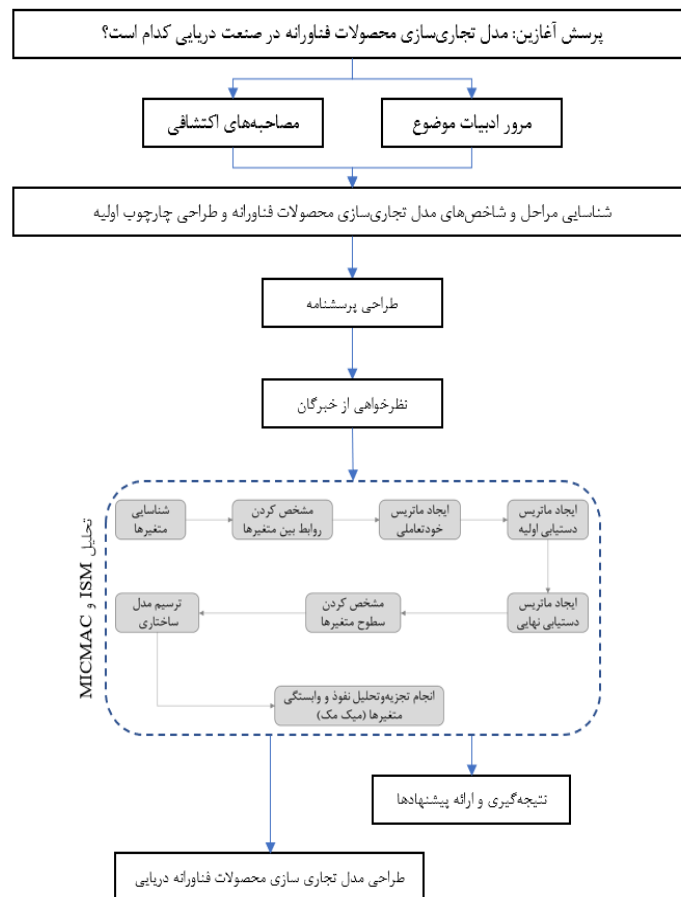 پرسش آغازین: مدل تجاری‌سازی محصولات فناورانه در صنعت دریایی کدام است؟
مرور ادبیات موضوع
مصاحبه‌های اکتشافی
شناسایی مراحل و شاخص‌های مدل تجاری‌سازی محصولات فناورانه و طراحی چارچوب اولیه
طراحی پرسشنامه
نظرخواهی از خبرگان
تحلیل ISM و MICMAC
شناسایی
متغیرها
مشخص کردن
روابط بین متغیرها
ایجاد ماتریس
خودتعاملی
ایجاد ماتریس
دستیابی اولیه
ایجاد ماتریس
دستیابی نهایی
مشخص کردن
سطوح متغیرها
ترسیم مدل
ساختاری
انجام تجزیه‌وتحلیل نفوذ و وابستگی
متغیرها (میک مک)
نتیجه‌گیری و ارائه پیشنهادها
طراحی مدل تجاری سازی محصولات فناورانه دریایی